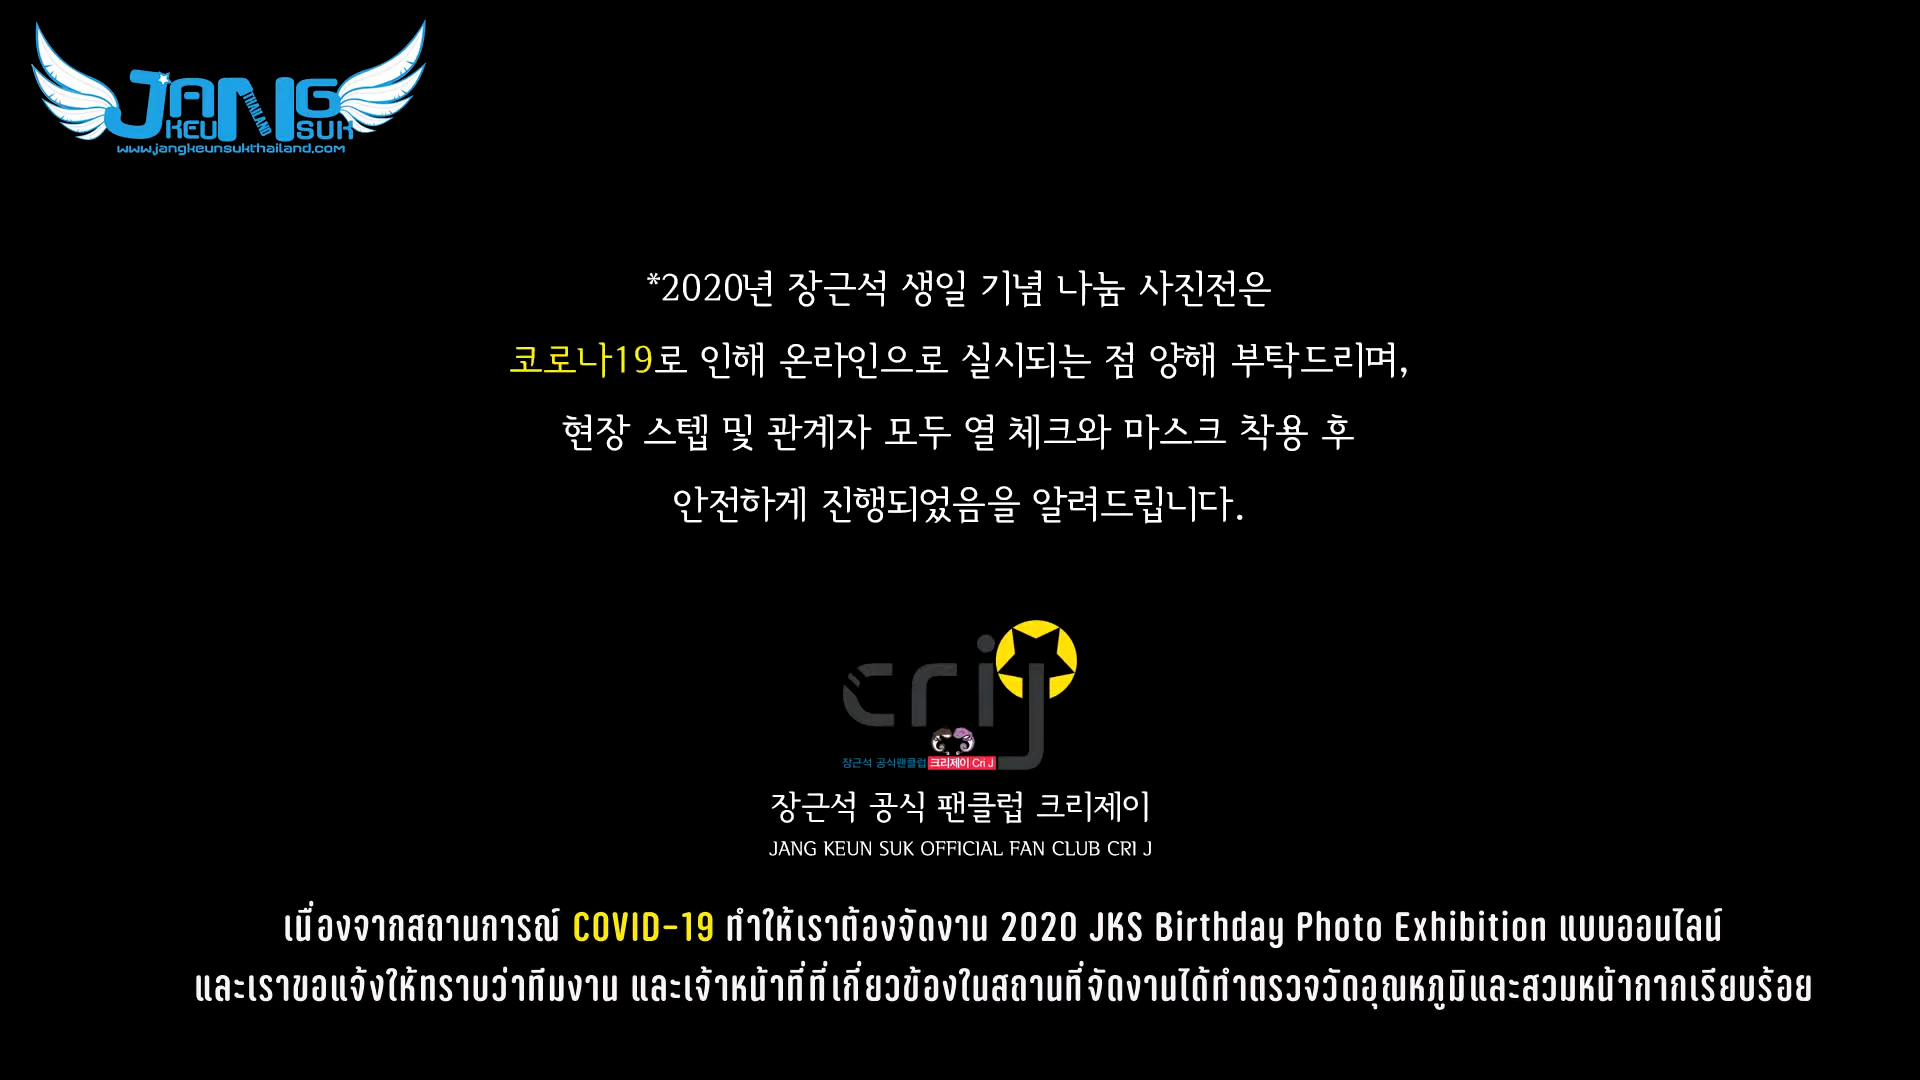 JANG
KEUN SUK
THAILAND
www.jangkeunsukthailand.com
*2020년 장근석 생일 기념 나눔 사진전은
코로나19로 인해 온라인으로 실시되는 점 양해 부탁드리며,
현장 스텝 및 관계자 모두 열 체크와 마스크 착용 후
안전하게 진행되었음을 알려드립니다.
cri J
장근석 공식팬클럽 크리제이 Cri J
장근석 공식 팬클럽 크리제이
JANG KEUN SUK OFFICIAL FAN CLUB CRI J
เนื่องจากสถานการณ์ COVID-19 ทำให้เราต้องจัดงาน 2020 JKS Birthday Photo Exhibition แบบออนไลน์
และเราขอแจ้งให้ทราบว่าทีมงาน และเจ้าหน้าที่ที่เกี่ยวข้องในสถานที่จัดงานได้ทำตรวจวัดอุณหภูมิและสวมหน้ากากเรียบร้อย